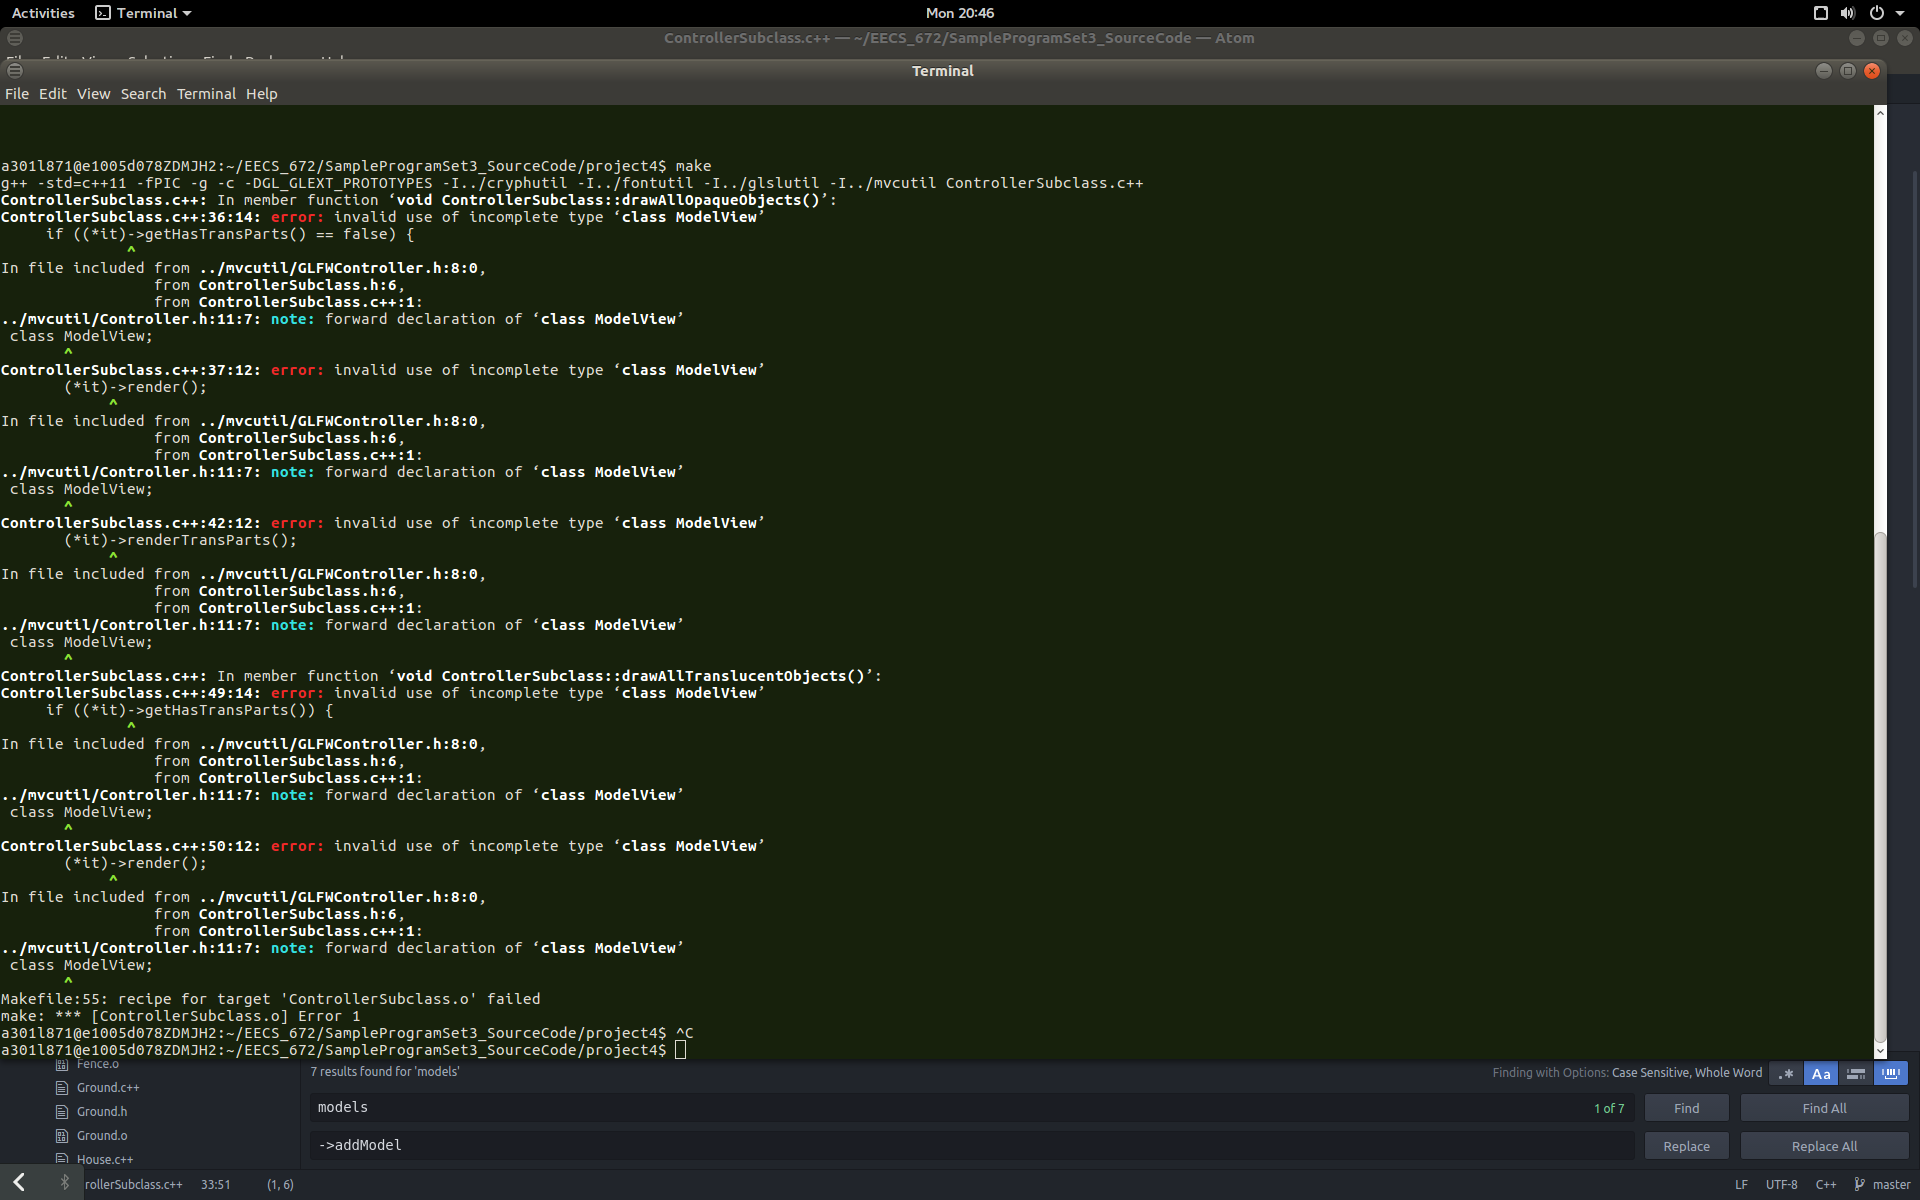 Activities Terminal Mon 20:46
ControllerSubclass.c++ — ~/EECS_672/SampleProgramSet3_SourceCode — Atom
Terminal
File Edit View Search Terminal Help
a301l871@e1005d078ZDMJH2:~/EECS_672/SampleProgramSet3_SourceCode/project4$ make
g++ -std=c++11 -fPIC -g -c -DGL_GLEXT_PROTOTYPES -I../cryphutil -I../fontutil -I../glslutil -I../mvcutil ControllerSubclass.c++
ControllerSubclass.c++: In member function ‘void ControllerSubclass::drawAllOpaqueObjects()’:
ControllerSubclass.c++:36:14: error: invalid use of incomplete type ‘class ModelView’
if ((*it)->getHasTransParts() == false) {
^
In file included from ../mvcutil/GLFWController.h:8:0,
from ControllerSubclass.h:6,
from ControllerSubclass.c++:1:
../mvcutil/Controller.h:11:7: note: forward declaration of ‘class ModelView’
class ModelView;
^
ControllerSubclass.c++:37:12: error: invalid use of incomplete type ‘class ModelView’
(*it)->render();
^
In file included from ../mvcutil/GLFWController.h:8:0,
from ControllerSubclass.h:6,
from ControllerSubclass.c++:1:
../mvcutil/Controller.h:11:7: note: forward declaration of ‘class ModelView’
class ModelView;
^
ControllerSubclass.c++:42:12: error: invalid use of incomplete type ‘class ModelView’
(*it)->renderTransParts();
^
In file included from ../mvcutil/GLFWController.h:8:0,
from ControllerSubclass.h:6,
from ControllerSubclass.c++:1:
../mvcutil/Controller.h:11:7: note: forward declaration of ‘class ModelView’
class ModelView;
^
ControllerSubclass.c++: In member function ‘void ControllerSubclass::drawAllTranslucentObjects()’:
ControllerSubclass.c++:49:14: error: invalid use of incomplete type ‘class ModelView’
if ((*it)->getHasTransParts()) {
^
In file included from ../mvcutil/GLFWController.h:8:0,
from ControllerSubclass.h:6,
from ControllerSubclass.c++:1:
../mvcutil/Controller.h:11:7: note: forward declaration of ‘class ModelView’
class ModelView;
^
ControllerSubclass.c++:50:12: error: invalid use of incomplete type ‘class ModelView’
(*it)->render();
^
In file included from ../mvcutil/GLFWController.h:8:0,
from ControllerSubclass.h:6,
from ControllerSubclass.c++:1:
../mvcutil/Controller.h:11:7: note: forward declaration of ‘class ModelView’
class ModelView;
^
Makefile:55: recipe for target 'ControllerSubclass.o' failed
make: *** [ControllerSubclass.o] Error 1
a301l871@e1005d078ZDMJH2:~/EECS_672/SampleProgramSet3_SourceCode/project4$ ^C
a301l871@e1005d078ZDMJH2:~/EECS_672/SampleProgramSet3_SourceCode/project4$
Fence.o
7 results found for 'models' Finding with Options: Case Sensitive, Whole Word .* Aa
Ground.c++
models 1 of 7 Find Find All
Ground.h
Ground.o
->addModel Replace Replace All
House.c++
rollerSubclass.c++ 33:51 (1, 6) LF UTF-8 C++ master